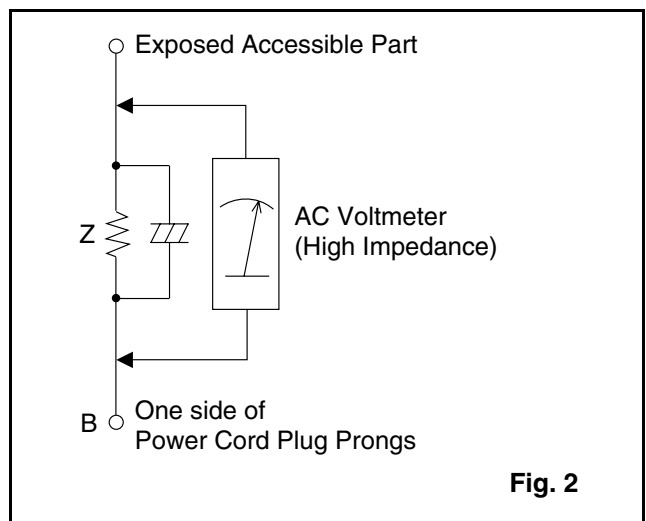 Exposed Accessible Part
Z
AC Voltmeter
(High Impedance)
B
One side of
Power Cord Plug Prongs
Fig. 2